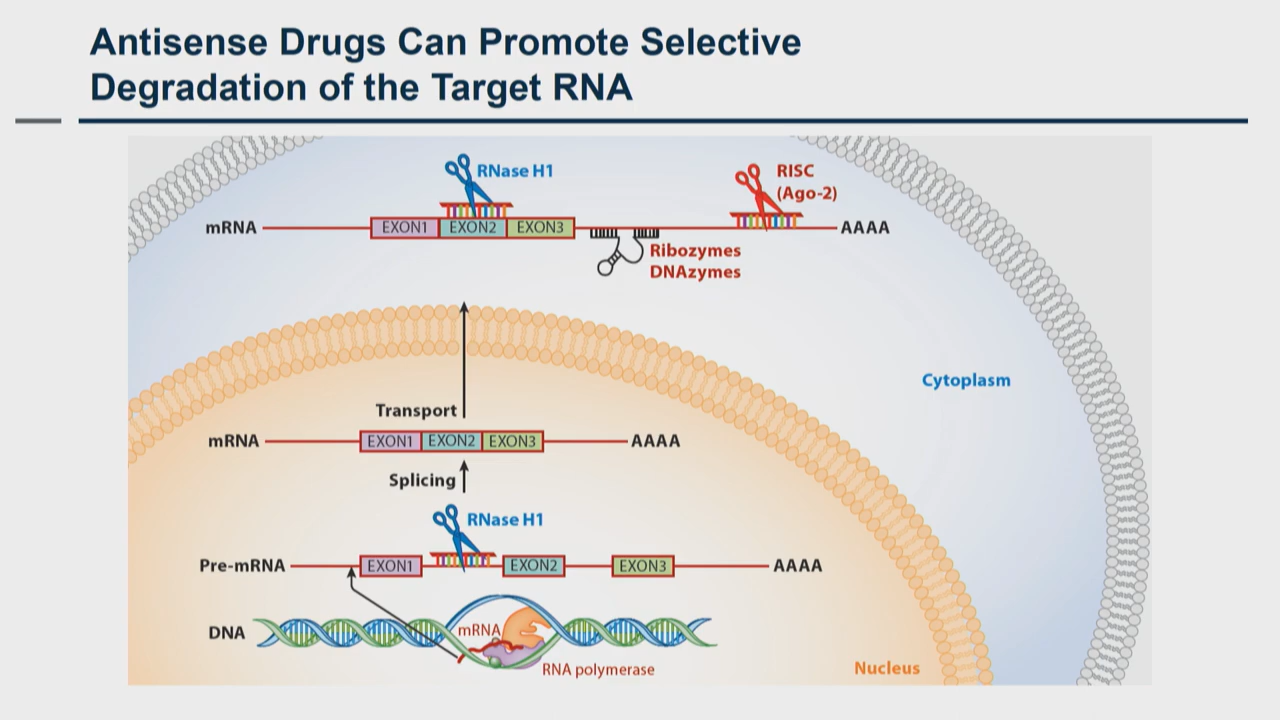 Antisense Drugs Can Promote Selective
Degradation of the Target RNA
RNase H1
RISC
(Ago-2)
mRNA
EXON1
EXON2
EXON3
AAAA
Ribozymes
DNAzymes
Cytoplasm
Transport
mRNA
EXON1
EXON2
EXON3
AAAA
Splicing
RNase H1
Pre-mRNA
EXON1
EXON2
EXON3
AAAA
DNA
mRNA
RNA polymerase
Nucleus